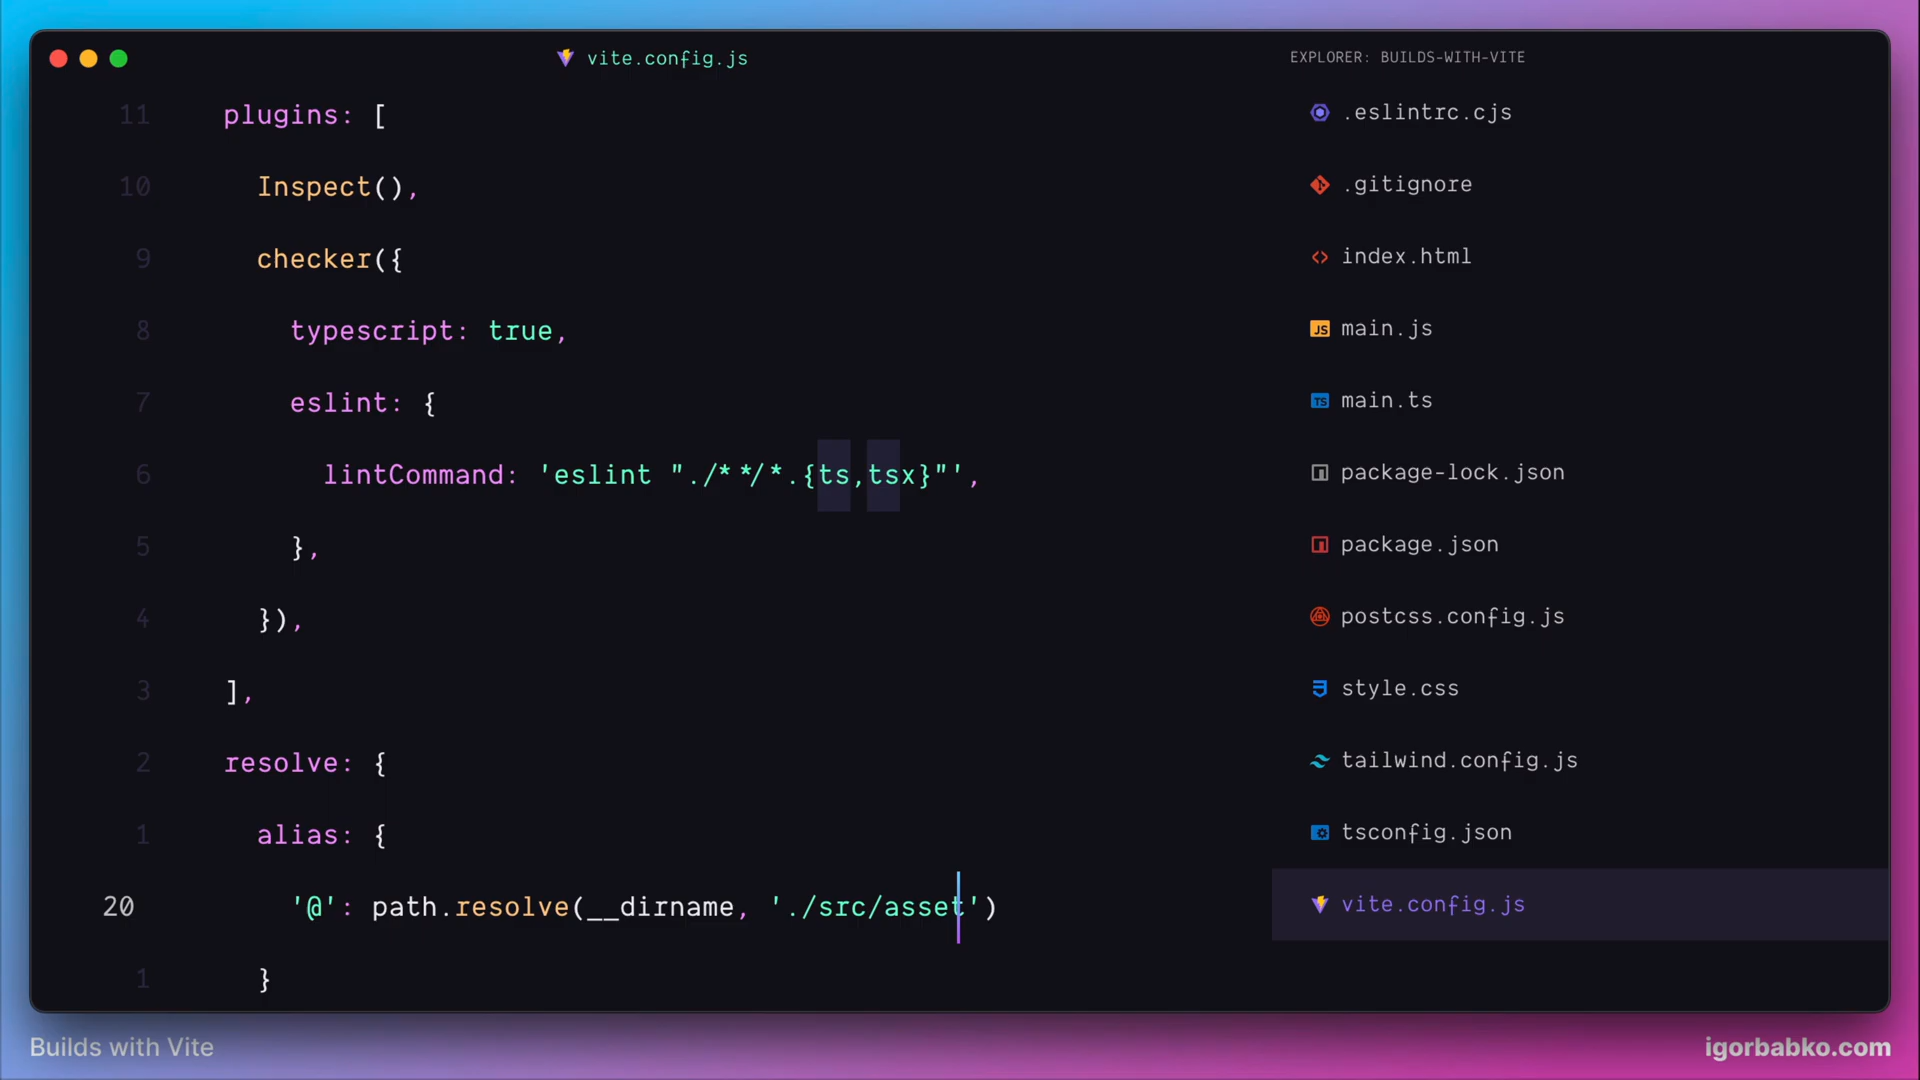 vite.config.js
11 plugins: [
10 Inspect(),
9 checker({
8 typescript: true,
7 eslint: {
6 lintCommand: 'eslint "./**/*.{ts,tsx}"',
5 },
4 }),
3 ],
2 resolve: {
1 alias: {
20 '@': path.resolve(__dirname, './src/asset')
1 }
EXPLORER: BUILDS-WITH-VITE
.eslintrc.cjs
.gitignore
<> index.html
JS main.js
TS main.ts
package-lock.json
package.json
postcss.config.js
style.css
tailwind.config.js
tsconfig.json
vite.config.js
Builds with Vite
igorbabko.com